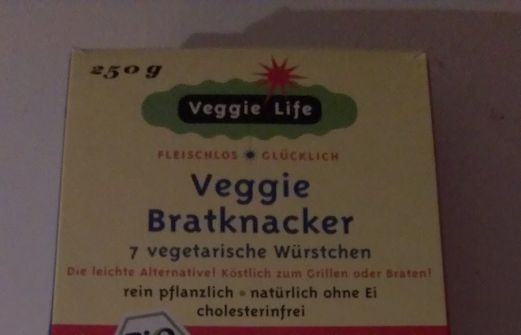 250 g
Veggie Life
FLEISCHLOS ✷ GLÜCKLICH
Veggie
Bratknacker
7 vegetarische Würstchen
Die leichte Alternative! Köstlich zum Grillen oder Braten!
rein pflanzlich • natürlich ohne Ei
cholesterinfrei